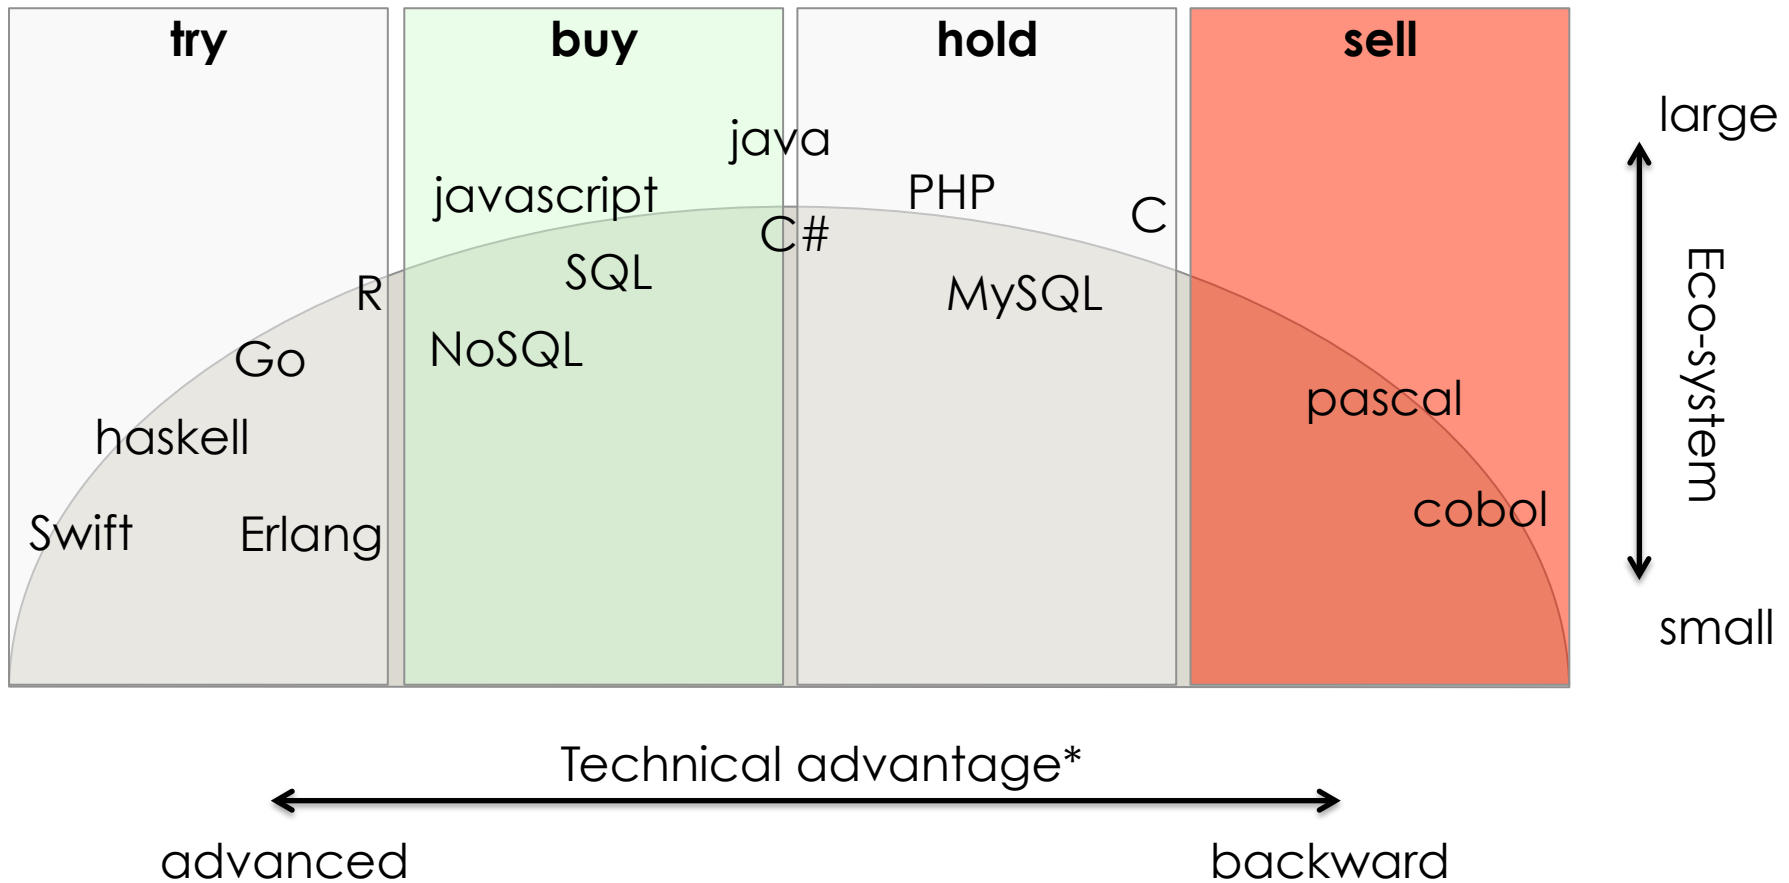 try
buy
hold
sell
large
java
javascript
PHP
C
C#
SQL
R
MySQL
NoSQL
Go
Eco-system
pascal
haskell
cobol
Swift
Erlang
small
Technical advantage*
advanced
backward